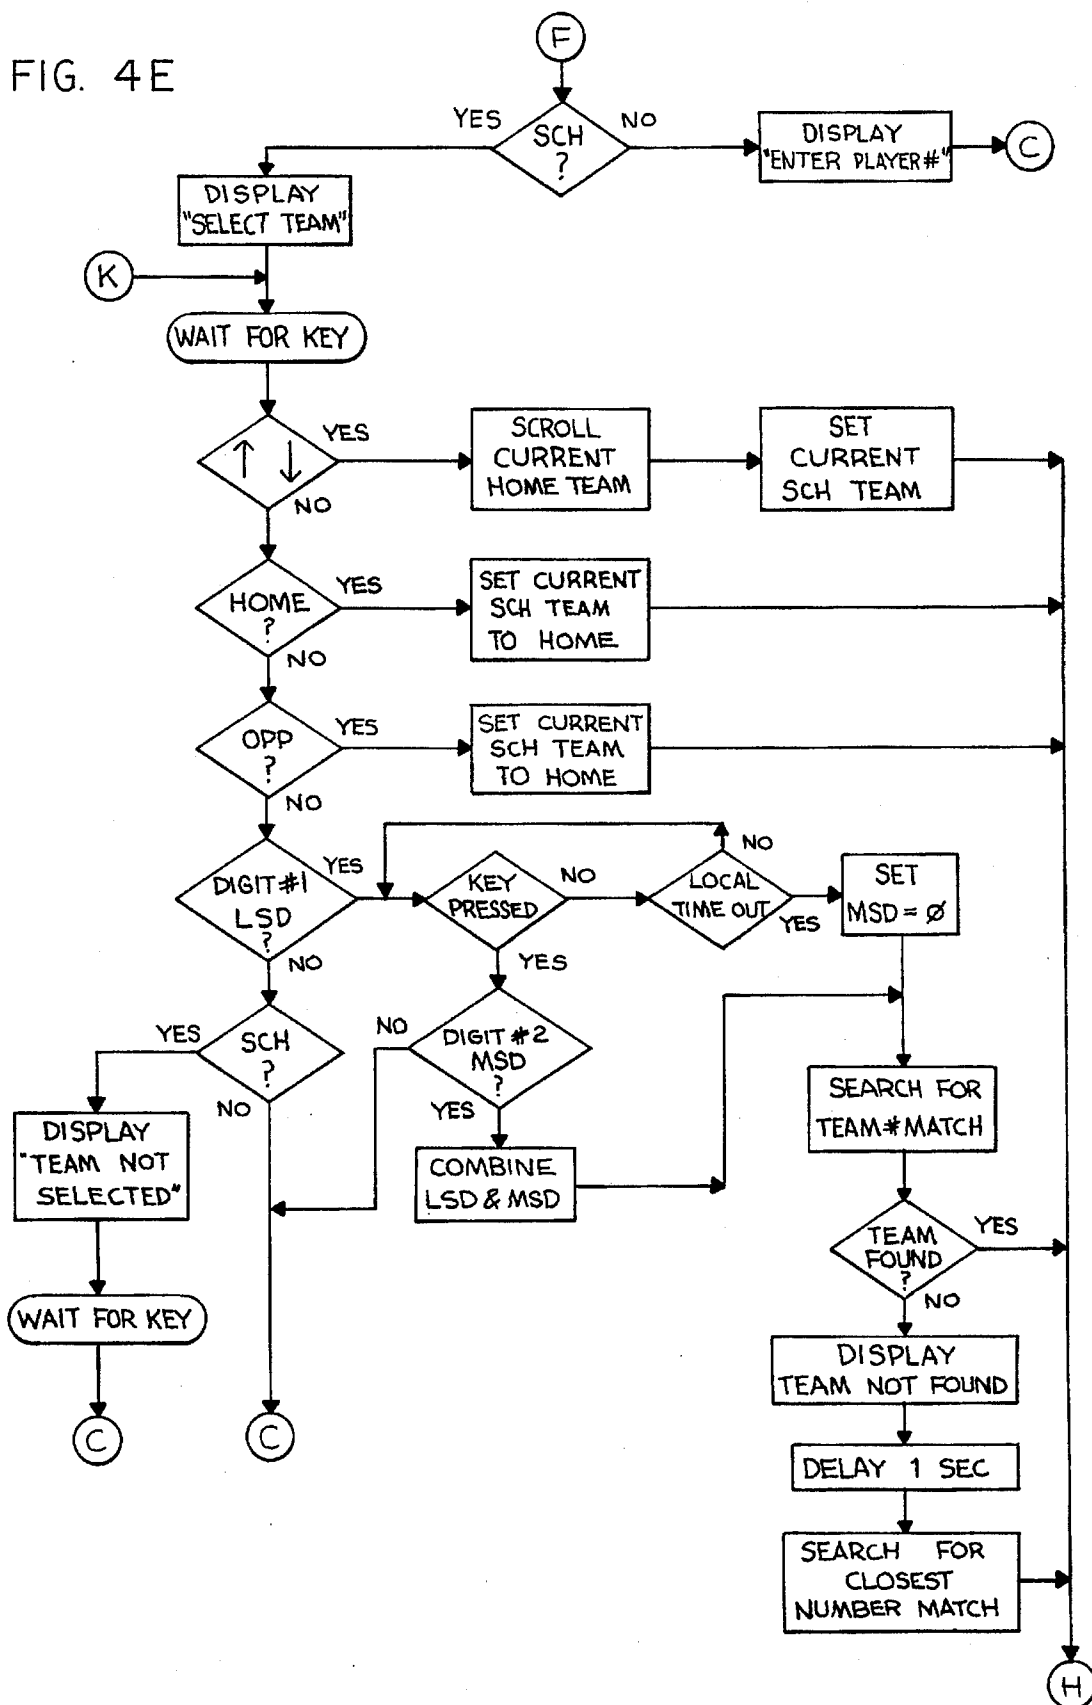 F
FIG. 4E
YES
SCH
?
NO
DISPLAY
"ENTER PLAYER#"
C
DISPLAY
"SELECT TEAM"
K
WAIT FOR KEY
↑ ↓
YES
NO
SCROLL
CURRENT
HOME TEAM
SET
CURRENT
SCH TEAM
HOME
?
YES
NO
SET CURRENT
SCH TEAM
TO HOME
OPP
?
YES
NO
SET CURRENT
SCH TEAM
TO HOME
DIGIT #1
LSD
?
YES
NO
KEY
PRESSED
NO
YES
LOCAL
TIME OUT
NO
YES
SET
MSD = Ø
YES
SCH
?
NO
NO
DIGIT #2
MSD
?
YES
SEARCH FOR
TEAM# MATCH
DISPLAY
"TEAM NOT
SELECTED"
COMBINE
LSD & MSD
TEAM
FOUND
?
YES
NO
WAIT FOR KEY
DISPLAY
TEAM NOT FOUND
C
C
DELAY 1 SEC
SEARCH FOR
CLOSEST
NUMBER MATCH
H